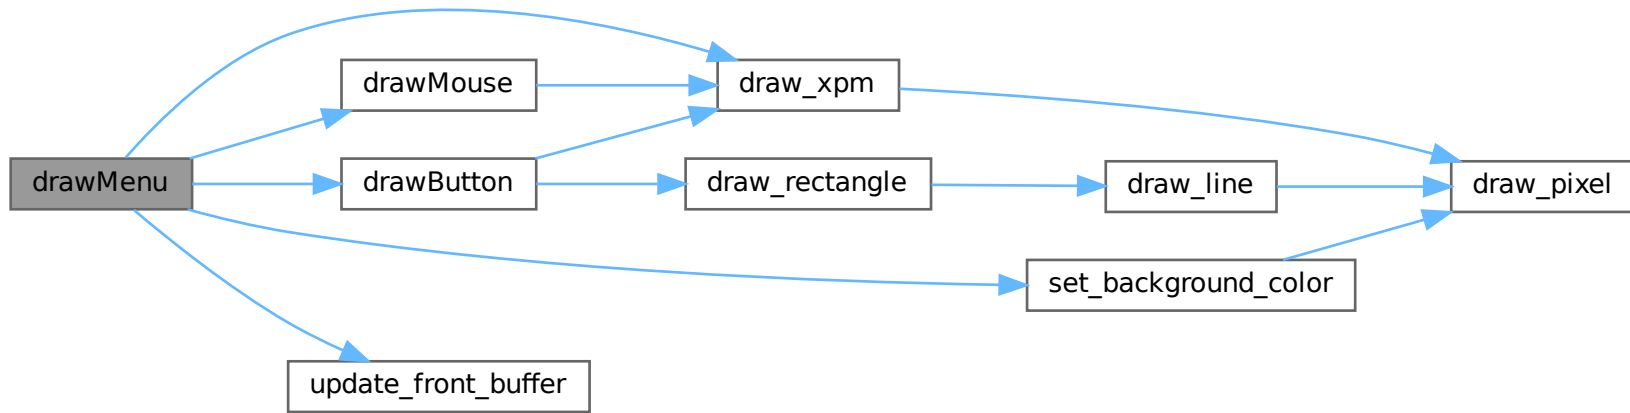 drawMenu
drawMouse
drawButton
update_front_buffer
draw_xpm
draw_rectangle
set_background_color
draw_line
draw_pixel